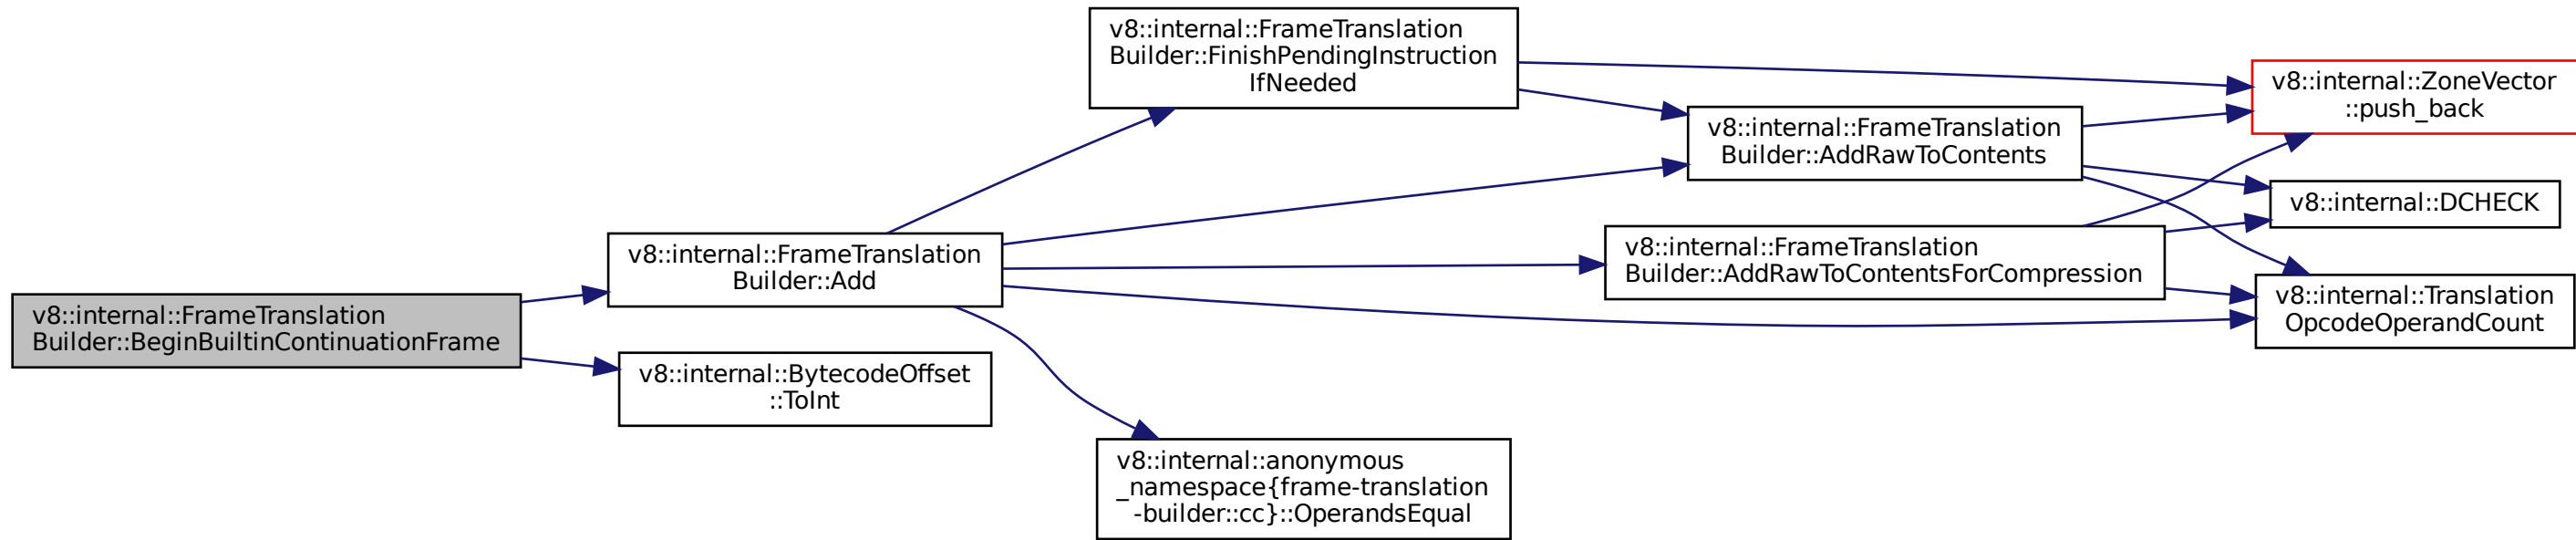 v8::internal::FrameTranslation
Builder::BeginBuiltinContinuationFrame
v8::internal::FrameTranslation
Builder::Add
v8::internal::BytecodeOffset
::ToInt
v8::internal::FrameTranslation
Builder::FinishPendingInstruction
IfNeeded
v8::internal::anonymous
_namespace{frame-translation
-builder::cc}::OperandsEqual
v8::internal::FrameTranslation
Builder::AddRawToContents
v8::internal::FrameTranslation
Builder::AddRawToContentsForCompression
v8::internal::ZoneVector
::push_back
v8::internal::DCHECK
v8::internal::Translation
OpcodeOperandCount